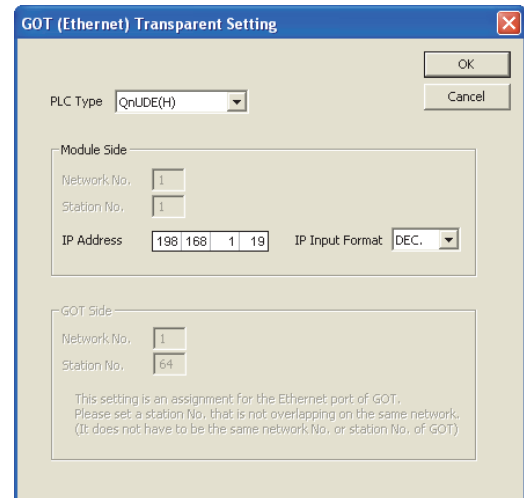 GOT (Ethernet) Transparent Setting
OK
PLC Type QnUDE(H)
Cancel
Module Side
Network No. 1
Station No. 1
IP Address 198 168 1 19 IP Input Format DEC.
GOT Side
Network No. 1
Station No. 64
This setting is an assignment for the Ethernet port of GOT.
Please set a station No. that is not overlapping on the same network.
(It does not have to be the same network No. or station No. of GOT)